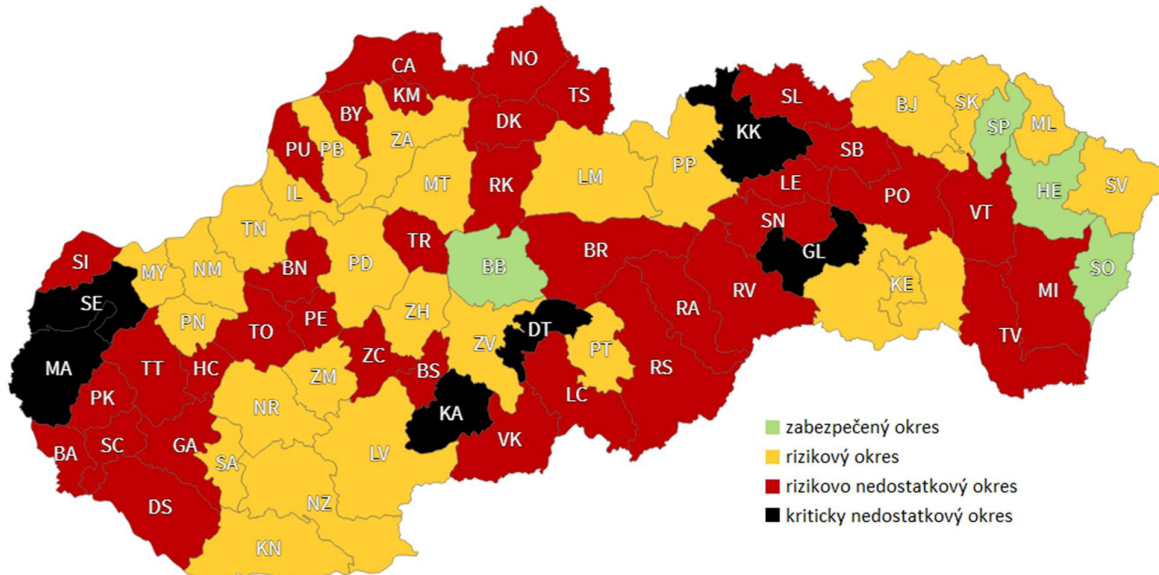 NO
CA
KM
TS
SL
BY
DK
KK
BJ
SK
SP
ML
PU
PB
ZA
SB
MT
RK
LM
PP
LE
PO
HE
SV
IL
VT
TN
SN
TR
GL
SI
MY
NM
BN
PD
BB
BR
RV
SO
KE
MI
SE
PN
TO
PE
ZH
RA
DT
TV
MA
TT
HC
ZC
BS
ZV
PT
RS
PK
ZM
NR
KA
LC
GA
VK
BA
SC
SA
LV
DS
NZ
KN
zabezpečený okres
rizikový okres
rizikovo nedostatkový okres
kriticky nedostatkový okres